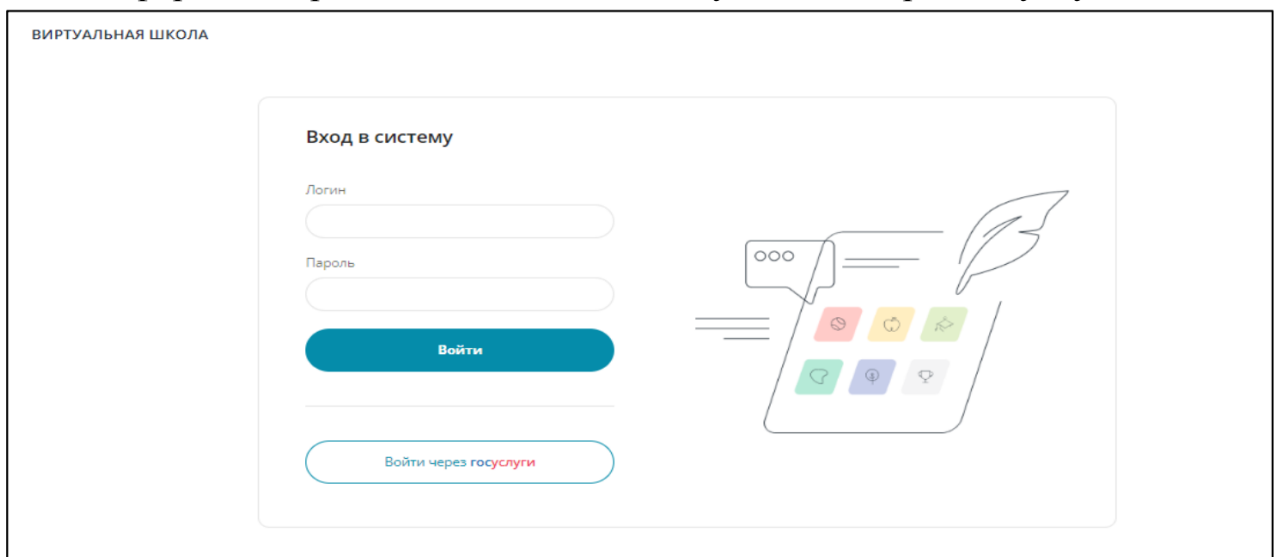 ВИРТУАЛЬНАЯ ШКОЛА
Вход в систему
Логин
Пароль
Войти
Войти через госуслуги